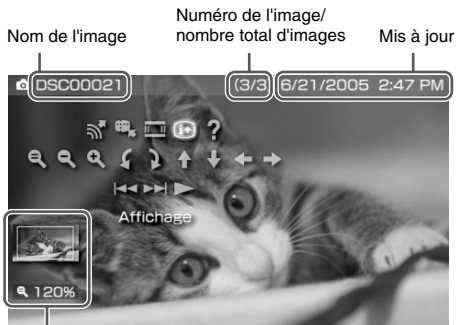 Nom de l'image
Numéro de l'image/
nombre total d'images
Mis à jour
DSC00021
(3/3
6/21/2005 2:47 PM
?
Affichage
120%